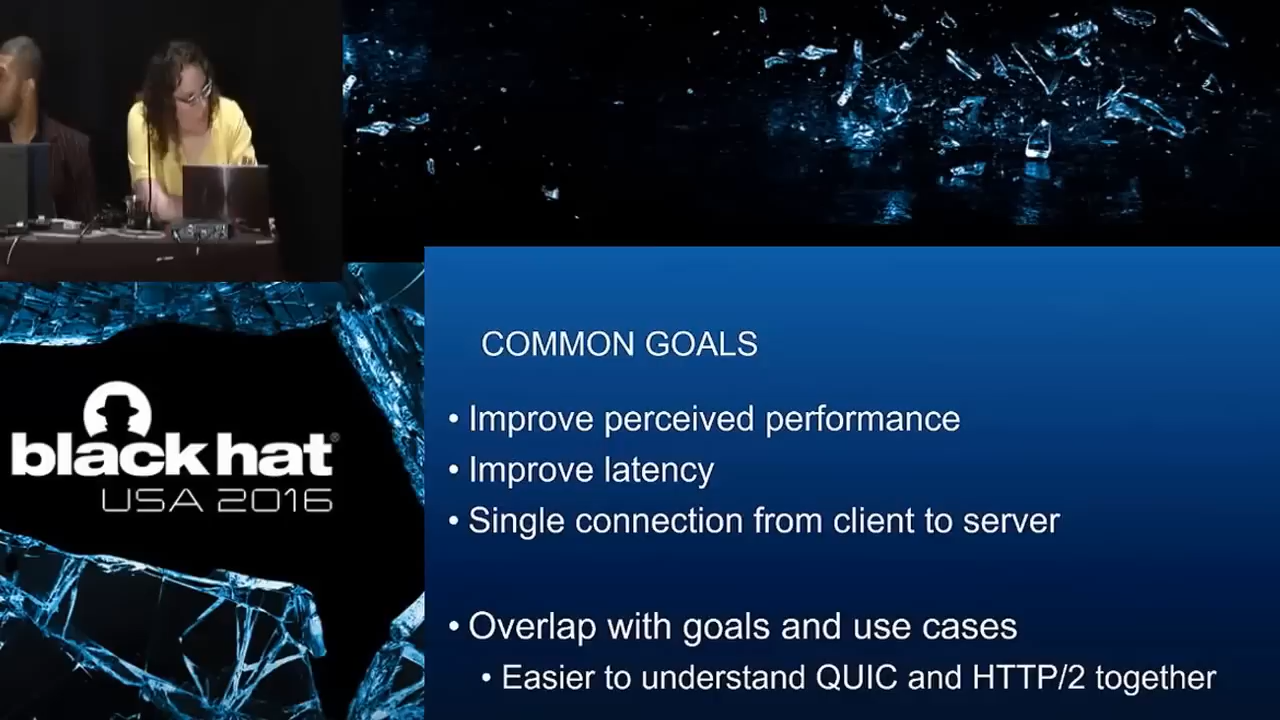 COMMON GOALS
• Improve perceived performance
• Improve latency
• Single connection from client to server
• Overlap with goals and use cases
• Easier to understand QUIC and HTTP/2 together
black hat®
USA 2016